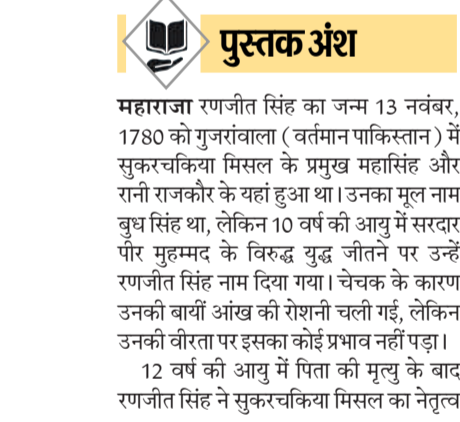 पुस्तक अंश
महाराजा रणजीत सिंह का जन्म 13 नवंबर,
1780 को गुजरांवाला (वर्तमान पाकिस्तान) में
सुकरचकिया मिसल के प्रमुख महासिंह और
रानी राजकौर के यहां हुआ था। उनका मूल नाम
बुध सिंह था, लेकिन 10 वर्ष की आयु में सरदार
पीर मुहम्मद के विरुद्ध युद्ध जीतने पर उन्हें
रणजीत सिंह नाम दिया गया। चेचक के कारण
उनकी बायीं आंख की रोशनी चली गई, लेकिन
उनकी वीरता पर इसका कोई प्रभाव नहीं पड़ा।
12 वर्ष की आयु में पिता की मृत्यु के बाद
रणजीत सिंह ने सुकरचकिया मिसल का नेतृत्व